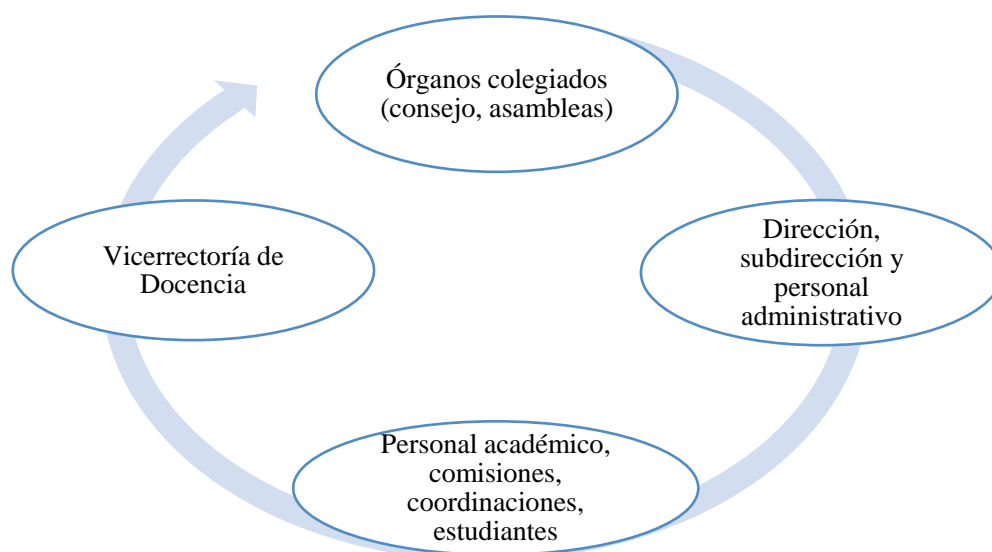 Órganos colegiados
(consejo, asambleas)
Dirección,
subdirección y
personal
administrativo
Personal académico,
comisiones,
coordinaciones,
estudiantes
Vicerrectoría de
Docencia